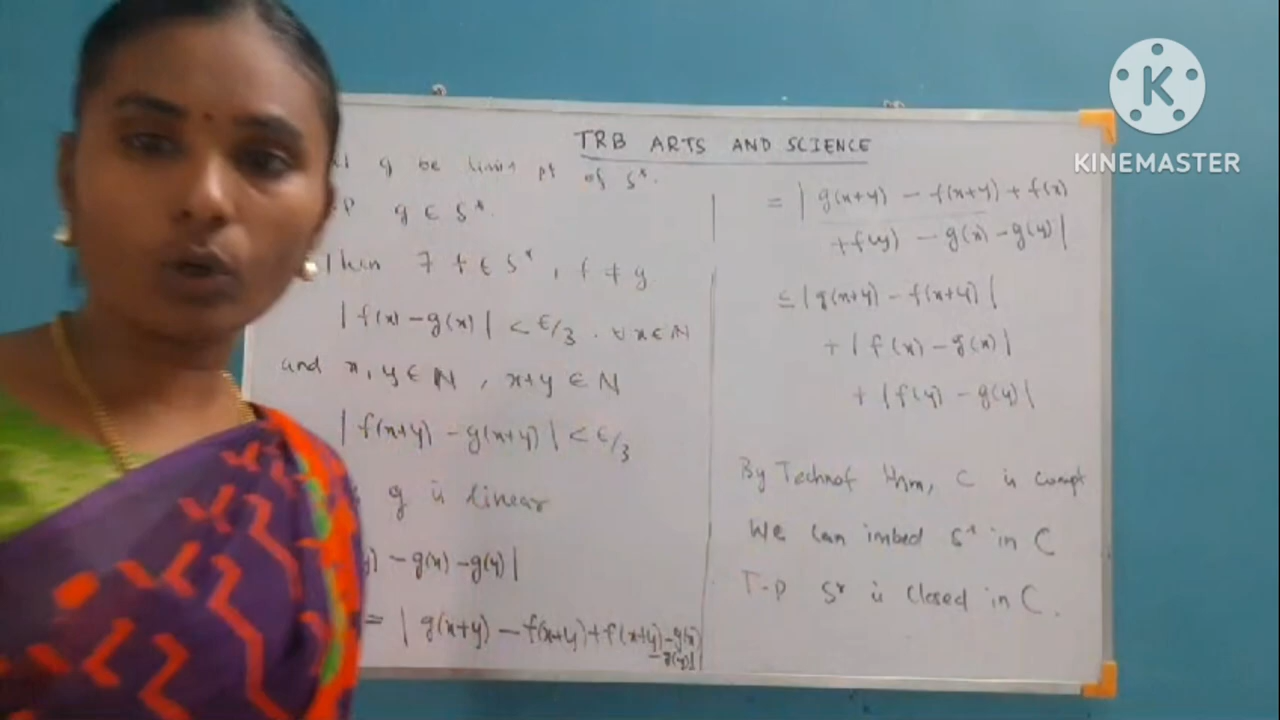 TRB ARTS AND SCIENCE
g be limit pt of S*.
P g ∈ S*.
Then ∃ f ∈ S*, f ≠ g
|f(x) - g(x)| < ϵ/3 . ∀ x ∈ N
and x, y ∈ N, x+y ∈ N
|f(x+y) - g(x+y)| < ϵ/3
g is linear
y) - g(x) - g(y)|
= | g(x+y) - f(x+y) + f(x+y) - g(x)
- g(y)|
= | g(x+y) - f(x+y) + f(x)
+ f(y) - g(x) - g(y)|
≤ |g(x+y) - f(x+y)|
+ | f(x) - g(x)|
+ |f(y) - g(y)|
By Technof thm, C is compt
We can imbed S* in C
T-P S* is closed in C.
KINEMASTER